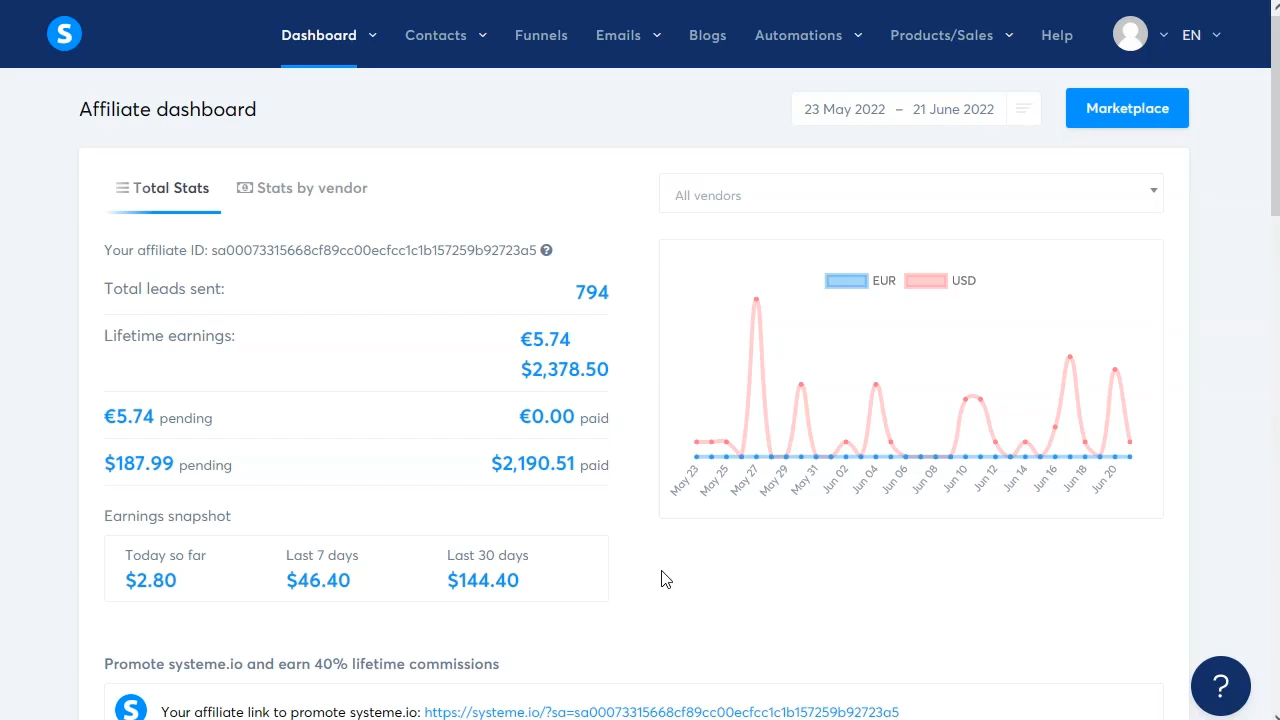 S Dashboard Contacts Funnels Emails Blogs Automations Products/Sales Help EN
Affiliate dashboard 23 May 2022 – 21 June 2022 Marketplace
Total Stats Stats by vendor
All vendors
Your affiliate ID: sa00073315668cf89cc00ecfcc1c1b157259b92723a5 ?
Total leads sent: 794
Lifetime earnings: €5.74
$2,378.50
€5.74 pending €0.00 paid
$187.99 pending $2,190.51 paid
EUR USD
May 23 May 25 May 27 May 29 May 31 Jun 02 Jun 04 Jun 06 Jun 08 Jun 10 Jun 12 Jun 14 Jun 16 Jun 18 Jun 20
Earnings snapshot
Today so far Last 7 days Last 30 days
$2.80 $46.40 $144.40
Promote systeme.io and earn 40% lifetime commissions
S Your affiliate link to promote systeme.io: https://systeme.io/?sa=sa00073315668cf89cc00ecfcc1c1b157259b92723a5
?